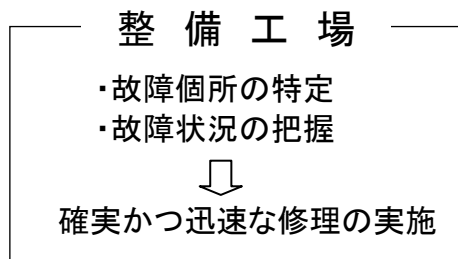 整備工場
・故障個所の特定
・故障状況の把握
確実かつ迅速な修理の実施